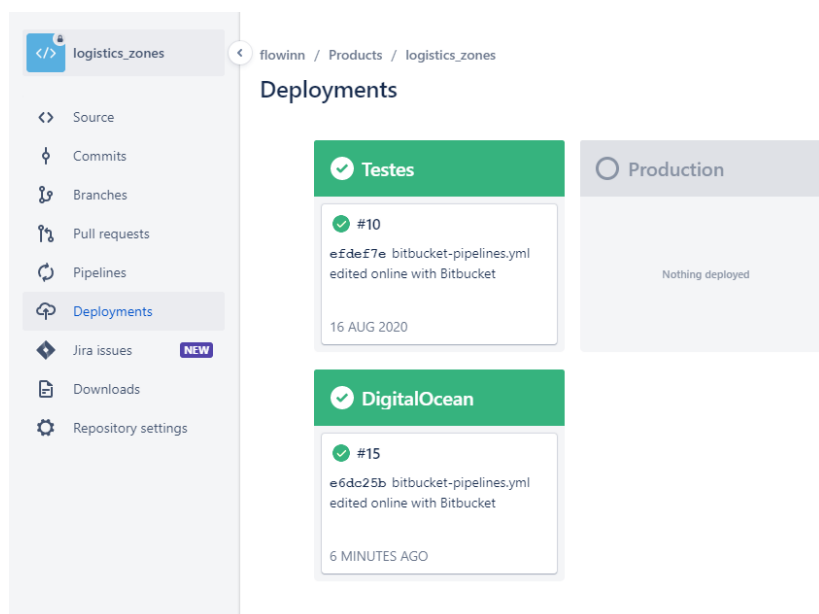 logistics_zones
Source
Commits
Branches
Pull requests
Pipelines
Deployments
Jira issues NEW
Downloads
Repository settings
flowinn / Products / logistics_zones
Deployments
Testes
#10
efdef7e bitbucket-pipelines.yml
edited online with Bitbucket
16 AUG 2020
Production
Nothing deployed
DigitalOcean
#15
e6dc25b bitbucket-pipelines.yml
edited online with Bitbucket
6 MINUTES AGO